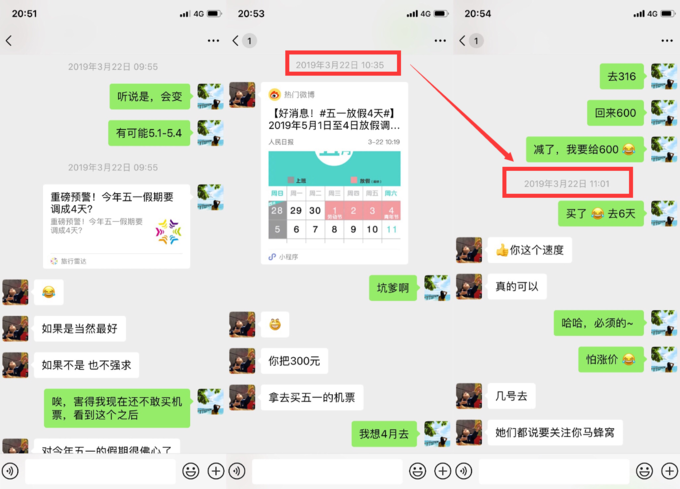 20:51
4G
2019年3月22日 09:55
听说是，会变
有可能5.1-5.4
2019年3月22日 09:55
重磅预警！今年五一假期要
调成4天？
重磅预警！今年五一假期要
调成4天？
旅行雷达
如果是当然最好
如果不是 也不强求
唉，害得我现在还不敢买机
票，看到这个之后
对今年五一的假期很佛心了
20:53
4G
1
2019年3月22日 10:35
热门微博
【好消息！#五一放假4天#】
2019年5月1日至4日放假调...
人民日报
3-22 10:19
上班
周日 周一 周二 周三 周四 周五 周六
28 29 30 1 2 3 4
5 6 7 8 9 10 11
小程序
坑爹啊
你把300元
拿去买五一的机票
我想4月去
20:54
4G
1
去316
回来600
减了，我要给600
2019年3月22日 11:01
买了 去6天
你这个速度
真的可以
哈哈，必须的~
怕涨价
几号去
她们都说要关注你马蜂窝